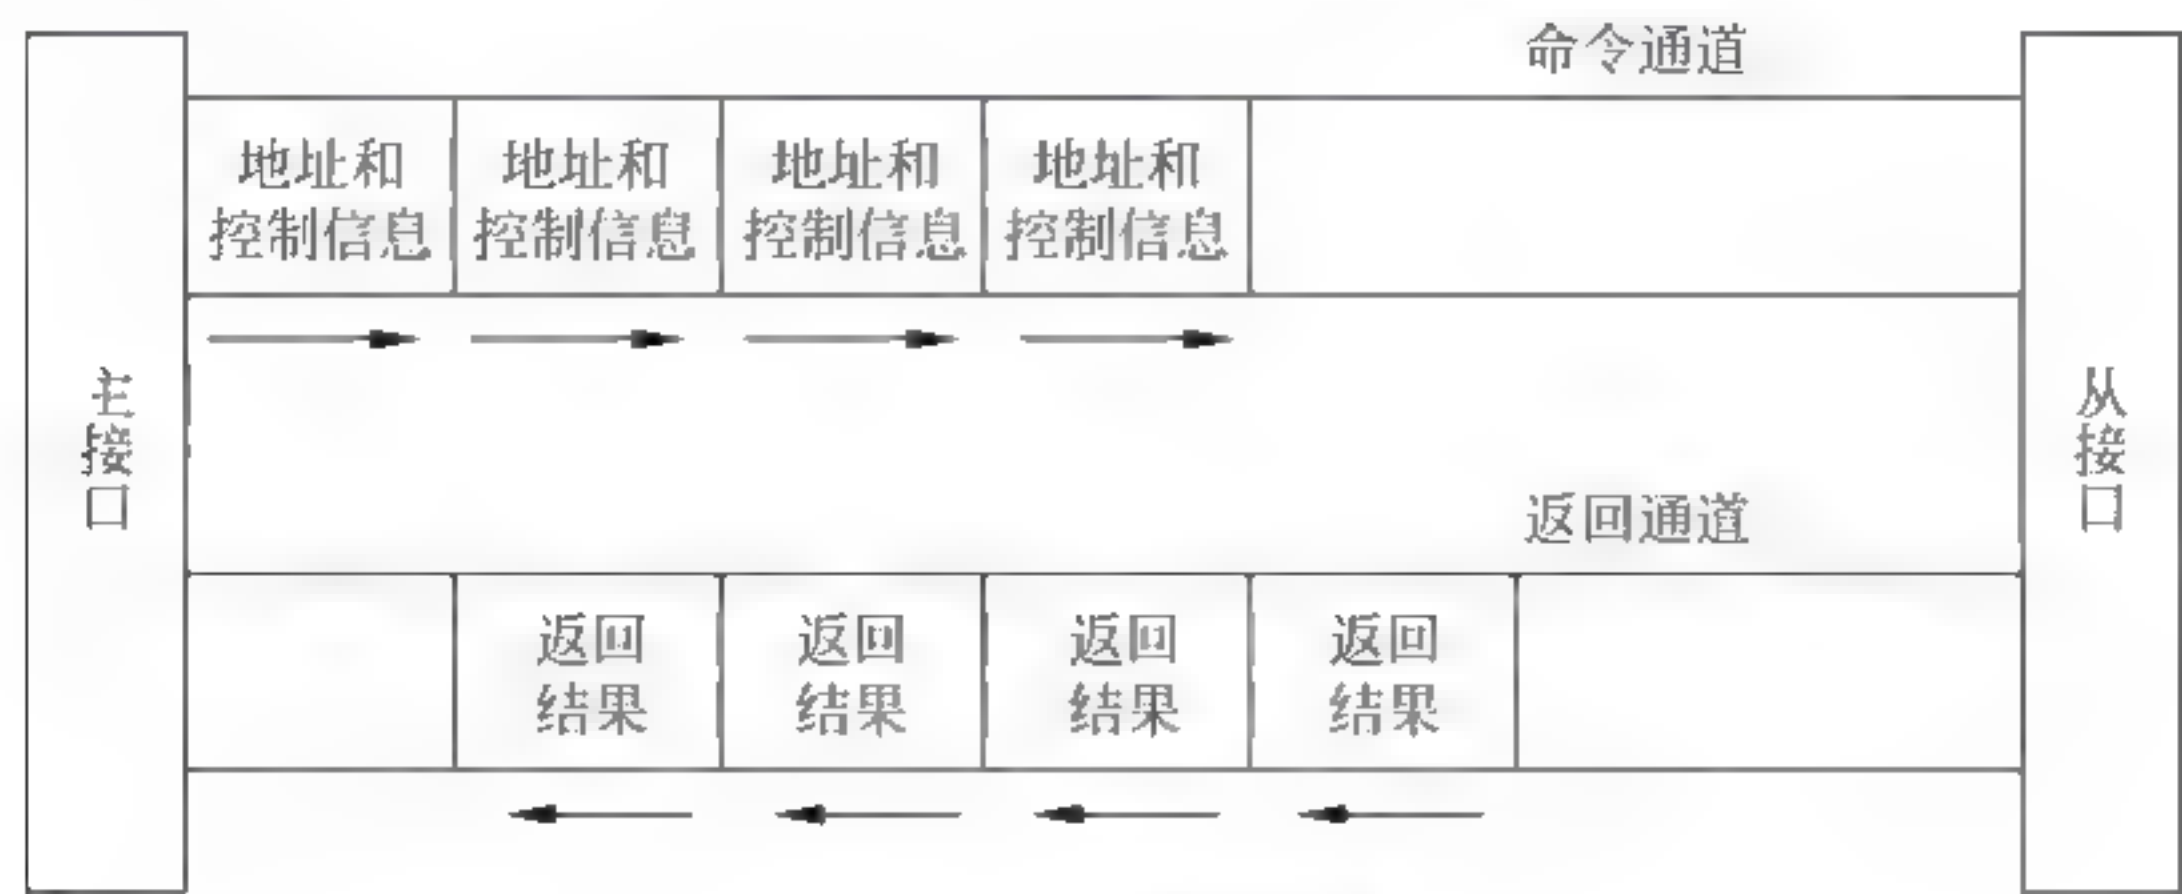 命令通道
地址和
控制信息
地址和
控制信息
地址和
控制信息
地址和
控制信息
主接口
从接口
返回通道
返回
结果
返回
结果
返回
结果
返回
结果